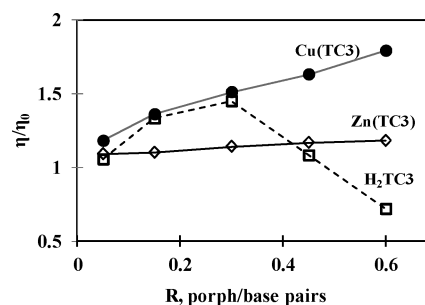 2
Cu(TC3)
1.5
η/η₀
Zn(TC3)
1
H₂TC3
0.5
0 0.2 0.4 0.6
R, porph/base pairs